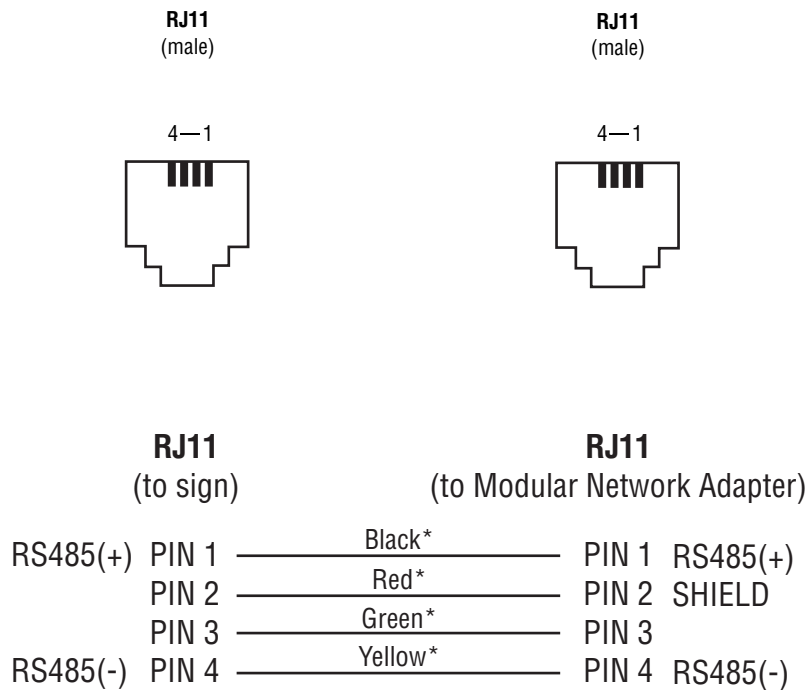 RJ11 RJ11
(male) (male)
4—1 4—1
RJ11 RJ11
(to sign) (to Modular Network Adapter)
RS485(+) PIN 1 Black* PIN 1 RS485(+)
PIN 2 Red* PIN 2 SHIELD
PIN 3 Green* PIN 3
RS485(-) PIN 4 Yellow* PIN 4 RS485(-)